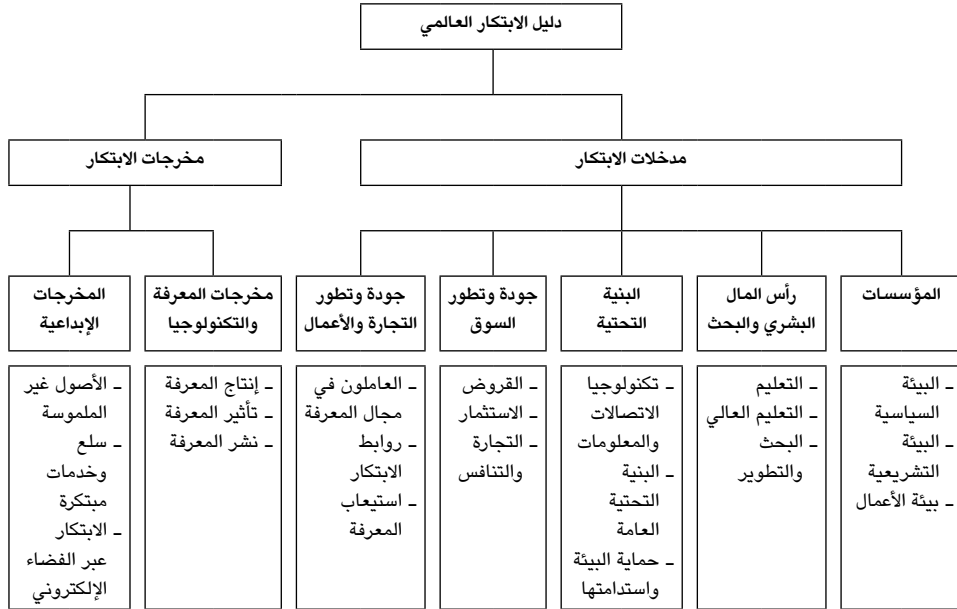 دليل الابتكار العالمي
مدخلات الابتكار
مخرجات الابتكار
المؤسسات
رأس المال
البشري والبحث
البنية
التحتية
جودة وتطور
السوق
جودة وتطور
التجارة والأعمال
مخرجات المعرفة
والتكنولوجيا
المخرجات
الإبداعية
ـ البيئة
السياسية
ـ البيئة
التشريعية
ـ بيئة الأعمال
ـ التعليم
ـ التعليم العالي
ـ البحث
والتطوير
ـ تكنولوجيا
الاتصالات
والمعلومات
ـ البنية
التحتية
العامة
ـ حماية البيئة
واستدامتها
ـ القروض
ـ الاستثمار
ـ التجارة
والتنافس
ـ العاملون في
مجال المعرفة
ـ روابط
الابتكار
ـ استيعاب
المعرفة
ـ إنتاج المعرفة
ـ تأثير المعرفة
ـ نشر المعرفة
ـ الأصول غير
الملموسة
ـ سلع
وخدمات
مبتكرة
ـ الابتكار
عبر الفضاء
الإلكتروني